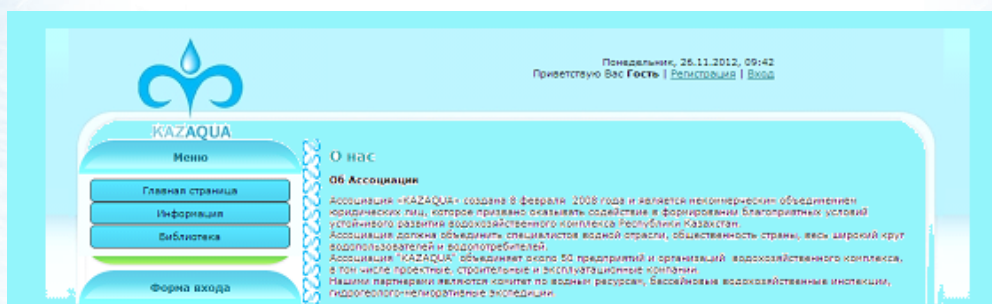 Понедельник, 26.11.2012, 09:42
Приветствую Вас Гость | Регистрация | Вход
KAZAQUA
Меню
Главная страница
Информация
Библиотека
Форма входа
О нас
Об Ассоциации
Ассоциация «KAZAQUA» создана 8 февраля 2008 года и является некоммерческим объединением
юридических лиц, которое призвано оказывать содействие в формировании благоприятных условий
устойчивого развития водохозяйственного комплекса Республики Казахстан.
Ассоциация должна объединить специалистов водной отрасли, общественность страны, весь широкий круг
водопользователей и водопотребителей.
Ассоциация "KAZAQUA" объединяет около 50 предприятий и организаций водохозяйственного комплекса,
в том числе проектные, строительные и эксплуатационные компании.
Нашими партнерами являются комитет по водным ресурсам, бассейновые водохозяйственные инспекции,
гидрогеолого-мелиоративные экспедиции